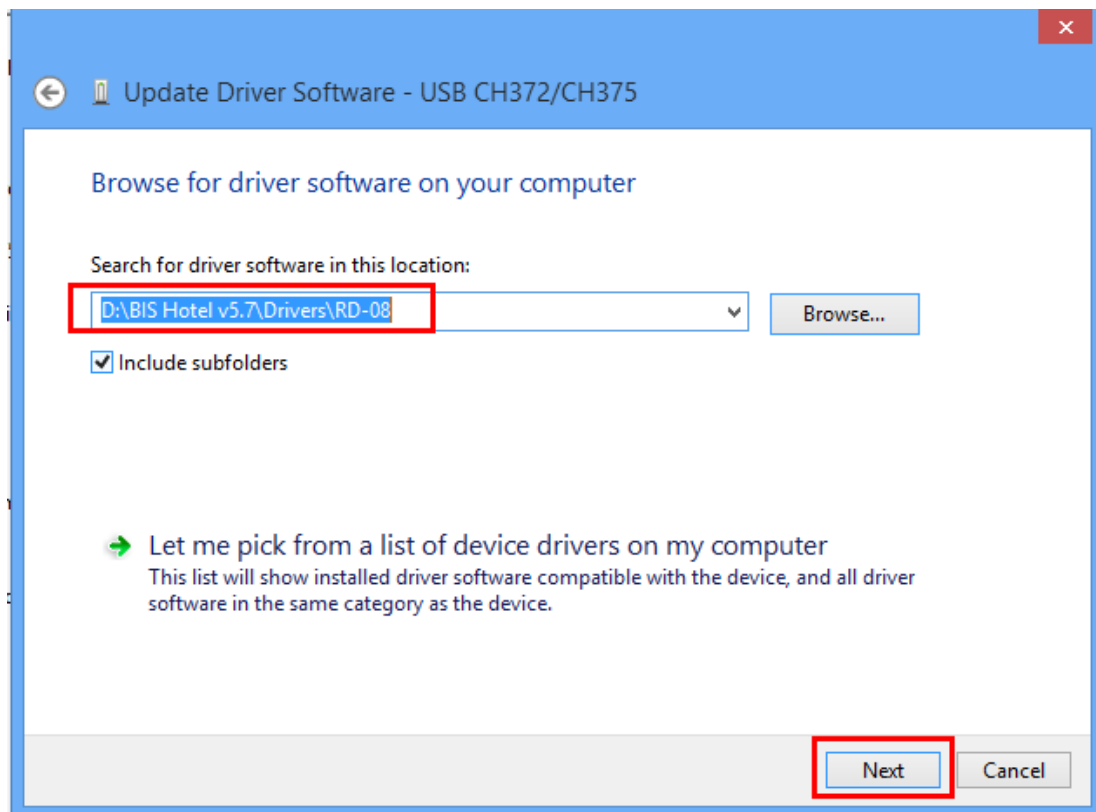 Update Driver Software - USB CH372/CH375
Browse for driver software on your computer
Search for driver software in this location:
D:\BIS Hotel v5.7\Drivers\RD-08
Browse...
Include subfolders
Let me pick from a list of device drivers on my computer
This list will show installed driver software compatible with the device, and all driver
software in the same category as the device.
Next
Cancel